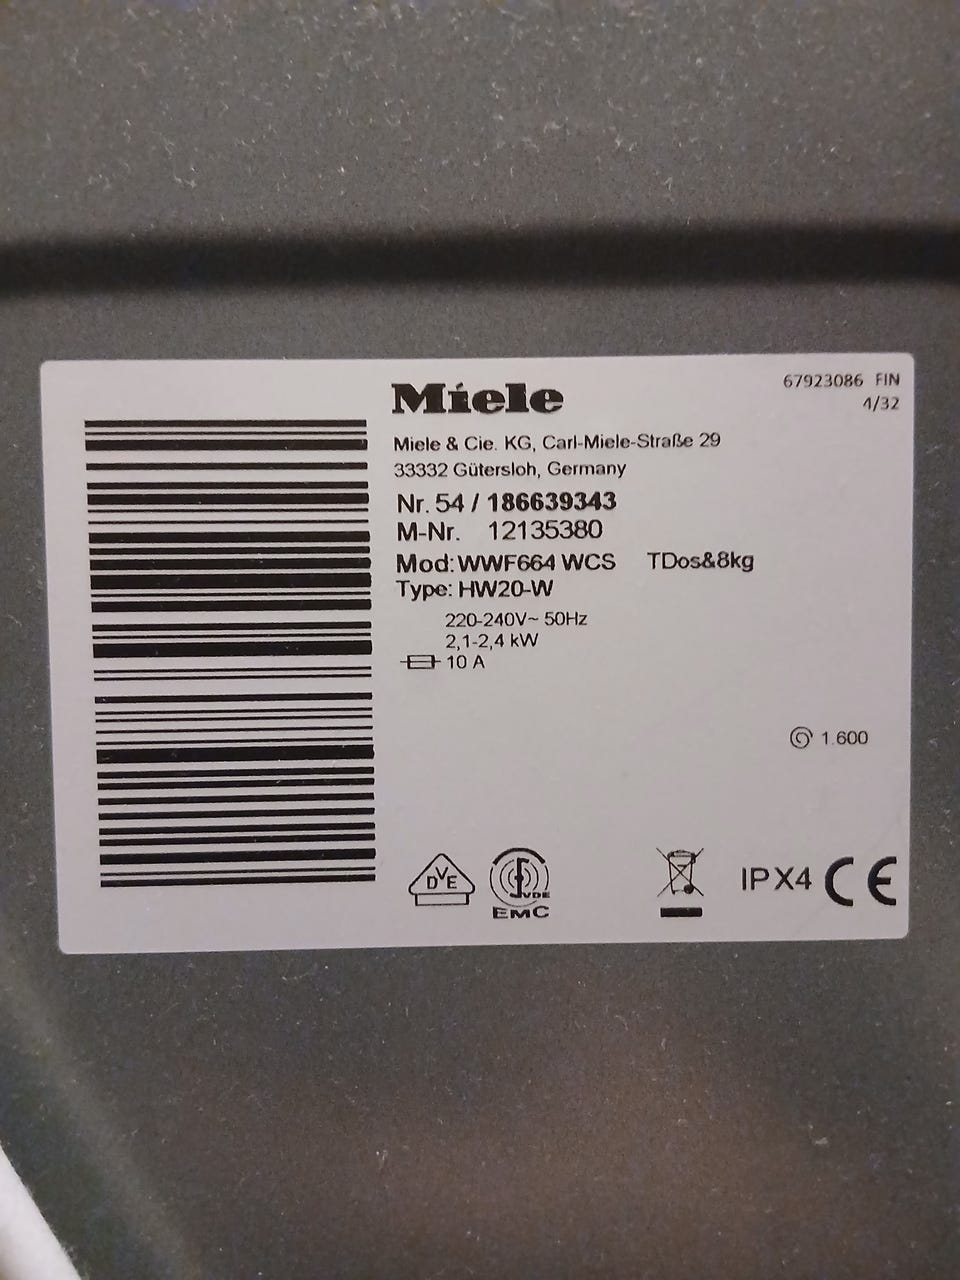 Miele
67923086 FIN
4/32
Miele & Cie. KG, Carl-Miele-Straße 29
33332 Gütersloh, Germany
Nr. 54 / 186639343
M-Nr. 12135380
Mod: WWF664 WCS TDos&8kg
Type: HW20-W
220-240V~ 50Hz
2,1-2,4 kW
10 A
1.600
DVE
VDE
EMC
IPX4 CE